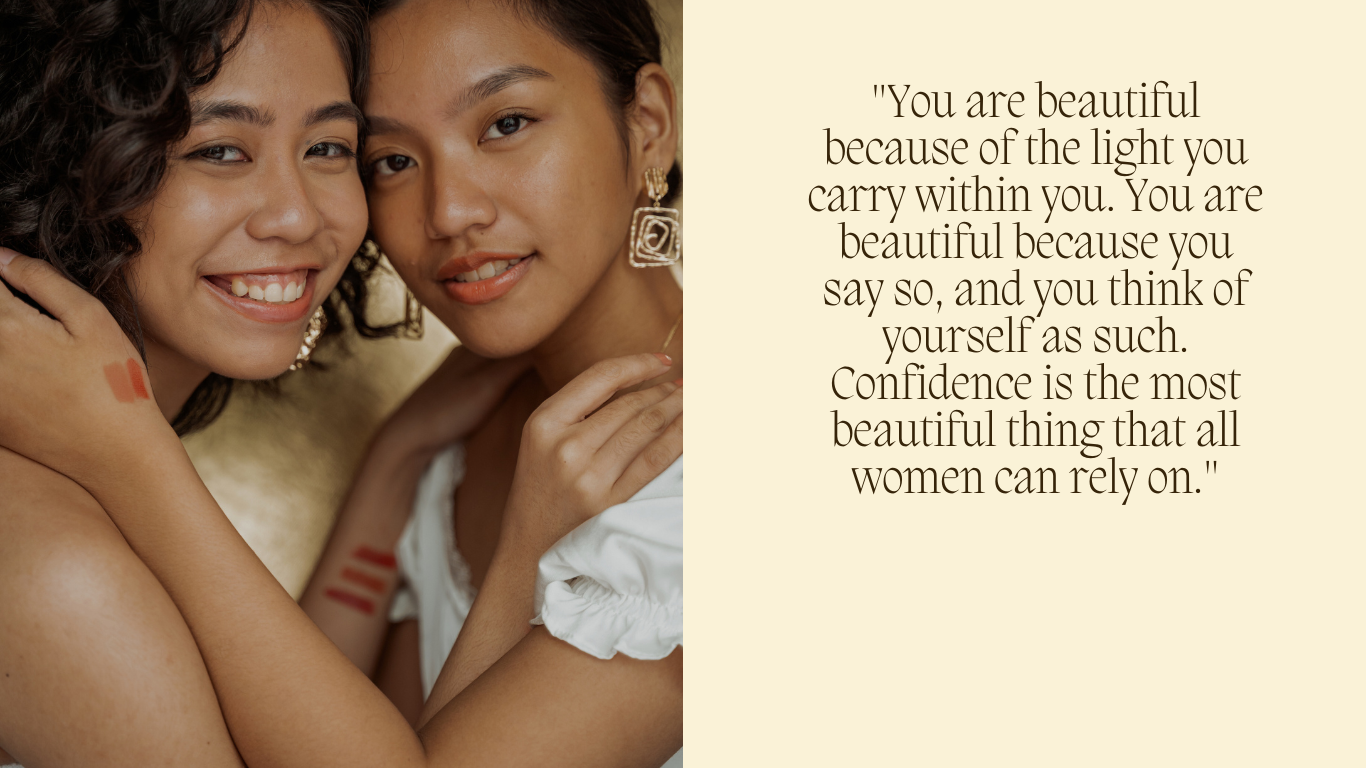 "You are beautiful
because of the light you
carry within you. You are
beautiful because you
say so, and you think of
yourself as such.
Confidence is the most
beautiful thing that all
women can rely on."